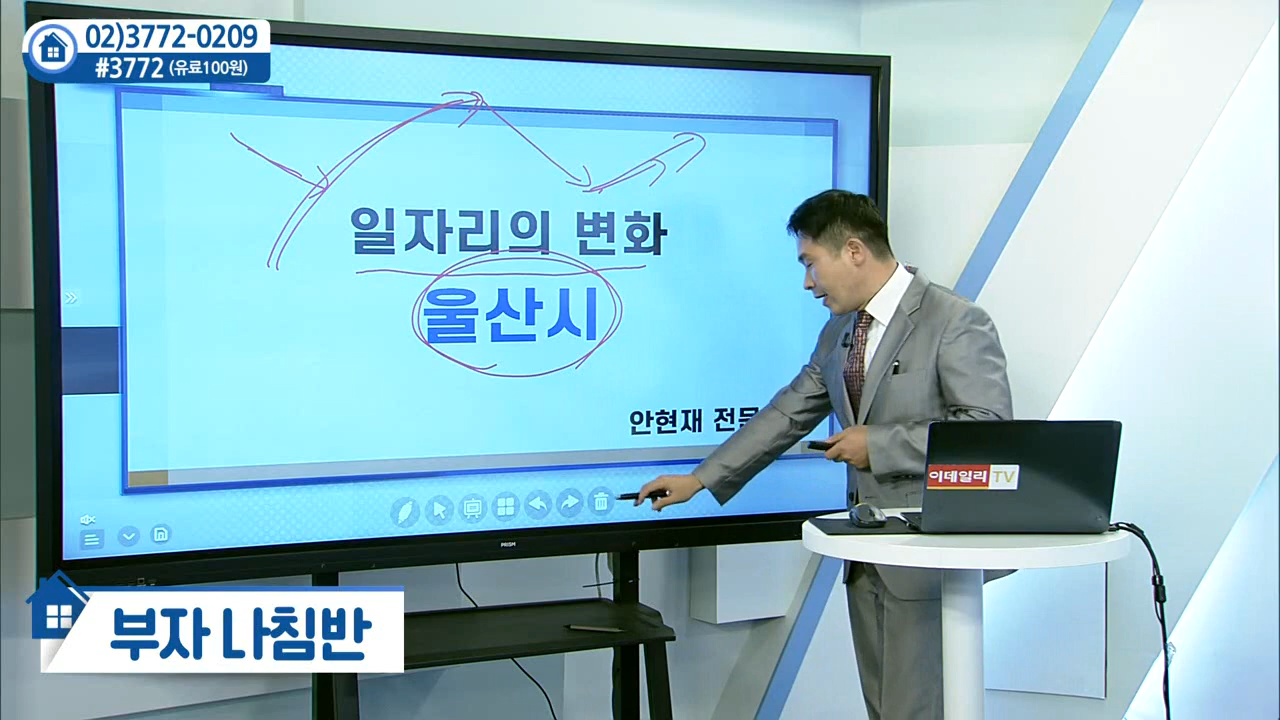 02)3772-0209
#3772 (유료100원)
일자리의 변화
울산시
안현재 전문
이데일리TV
PRISM
부자 나침반